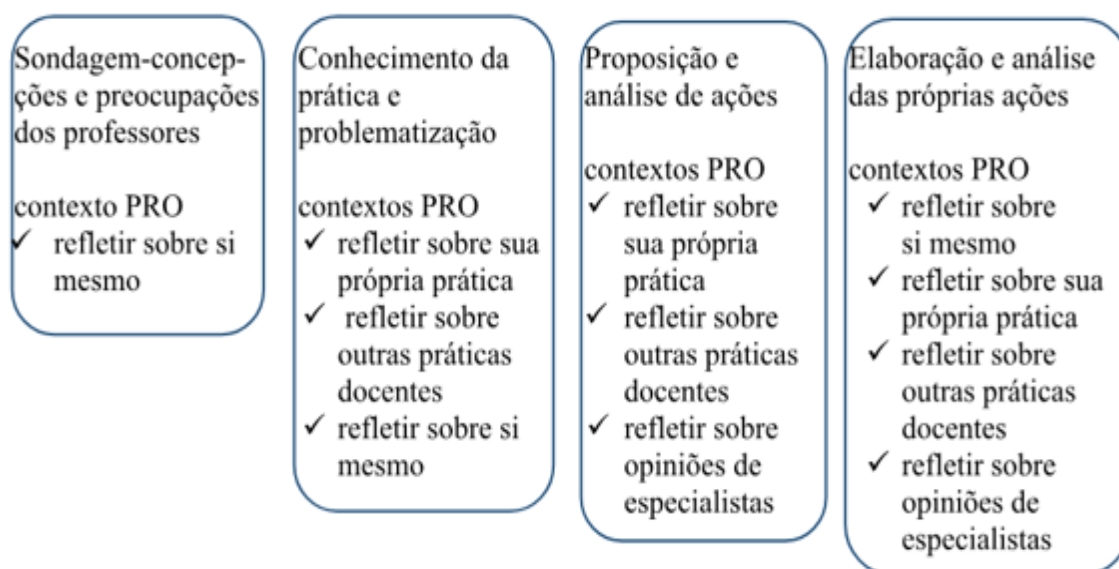 Sondagem-concep-
ções e preocupações
dos professores
contexto PRO
✓ refletir sobre si
mesmo
Conhecimento da
prática e
problematização
contextos PRO
✓ refletir sobre sua
própria prática
✓ refletir sobre
outras práticas
docentes
✓ refletir sobre si
mesmo
Proposição e
análise de ações
contextos PRO
✓ refletir sobre
sua própria
prática
✓ refletir sobre
outras práticas
docentes
✓ refletir sobre
opiniões de
especialistas
Elaboração e análise
das próprias ações
contextos PRO
✓ refletir sobre
si mesmo
✓ refletir sobre sua
própria prática
✓ refletir sobre
outras práticas
docentes
✓ refletir sobre
opiniões de
especialistas